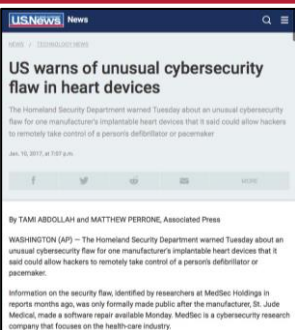 U.S.News News
NEWS / TECHNOLOGY NEWS
US warns of unusual cybersecurity
flaw in heart devices
The Homeland Security Department warned Tuesday about an unusual cybersecurity
flaw for one manufacturer's implantable heart devices that it said could allow hackers
to remotely take control of a person's defibrillator or pacemaker
Jan. 10, 2017, at 7:07 p.m.
MORE
By TAMI ABDOLLAH and MATTHEW PERRONE, Associated Press
WASHINGTON (AP) — The Homeland Security Department warned Tuesday about an
unusual cybersecurity flaw for one manufacturer's implantable heart devices that it
said could allow hackers to remotely take control of a person's defibrillator or
pacemaker.
Information on the security flaw, identified by researchers at MedSec Holdings in
reports months ago, was only formally made public after the manufacturer, St. Jude
Medical, made a software repair available Monday. MedSec is a cybersecurity research
company that focuses on the health-care industry.